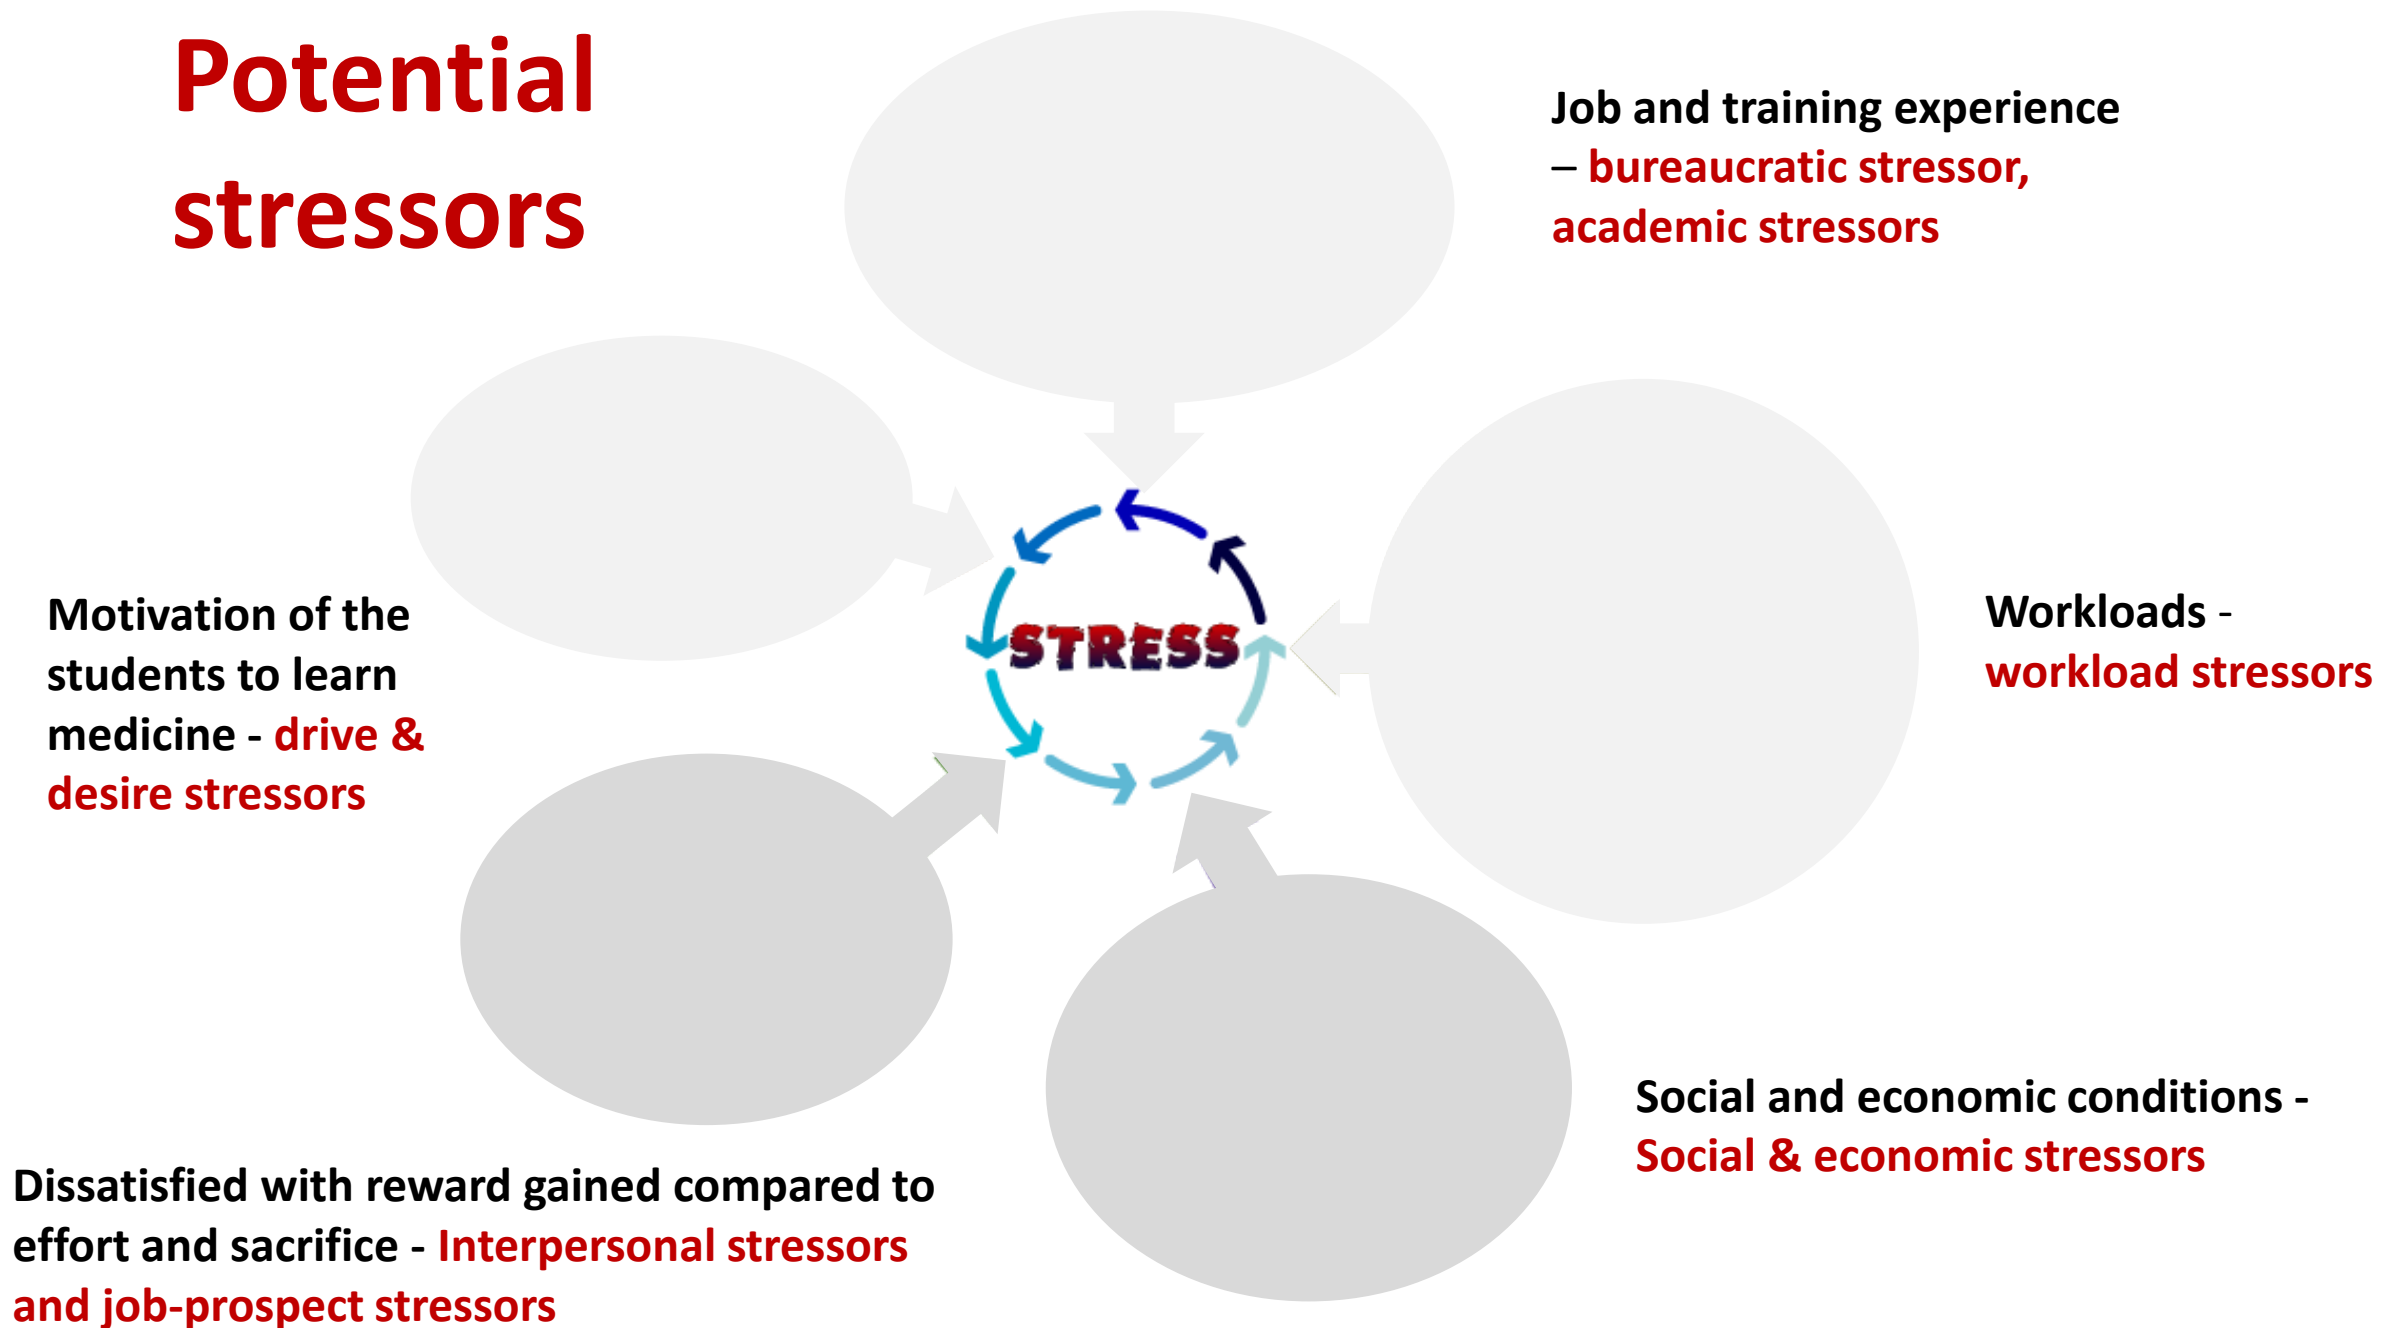 Potential
stressors
Job and training experience
– bureaucratic stressor,
academic stressors
Motivation of the
students to learn
medicine - drive &
desire stressors
STRESS
Workloads -
workload stressors
Social and economic conditions -
Social & economic stressors
Dissatisfied with reward gained compared to
effort and sacrifice - Interpersonal stressors
and job-prospect stressors